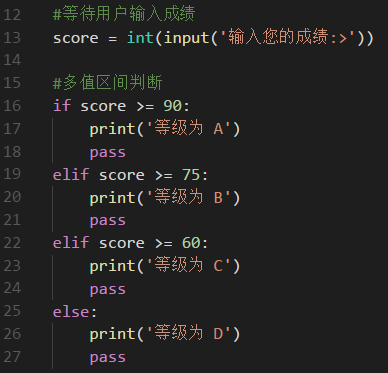 12 #等待用户输入成绩
13 score = int(input('输入您的成绩:>'))
14
15 #多值区间判断
16 if score >= 90:
17     print('等级为 A')
18     pass
19 elif score >= 75:
20     print('等级为 B')
21     pass
22 elif score >= 60:
23     print('等级为 C')
24     pass
25 else:
26     print('等级为 D')
27     pass